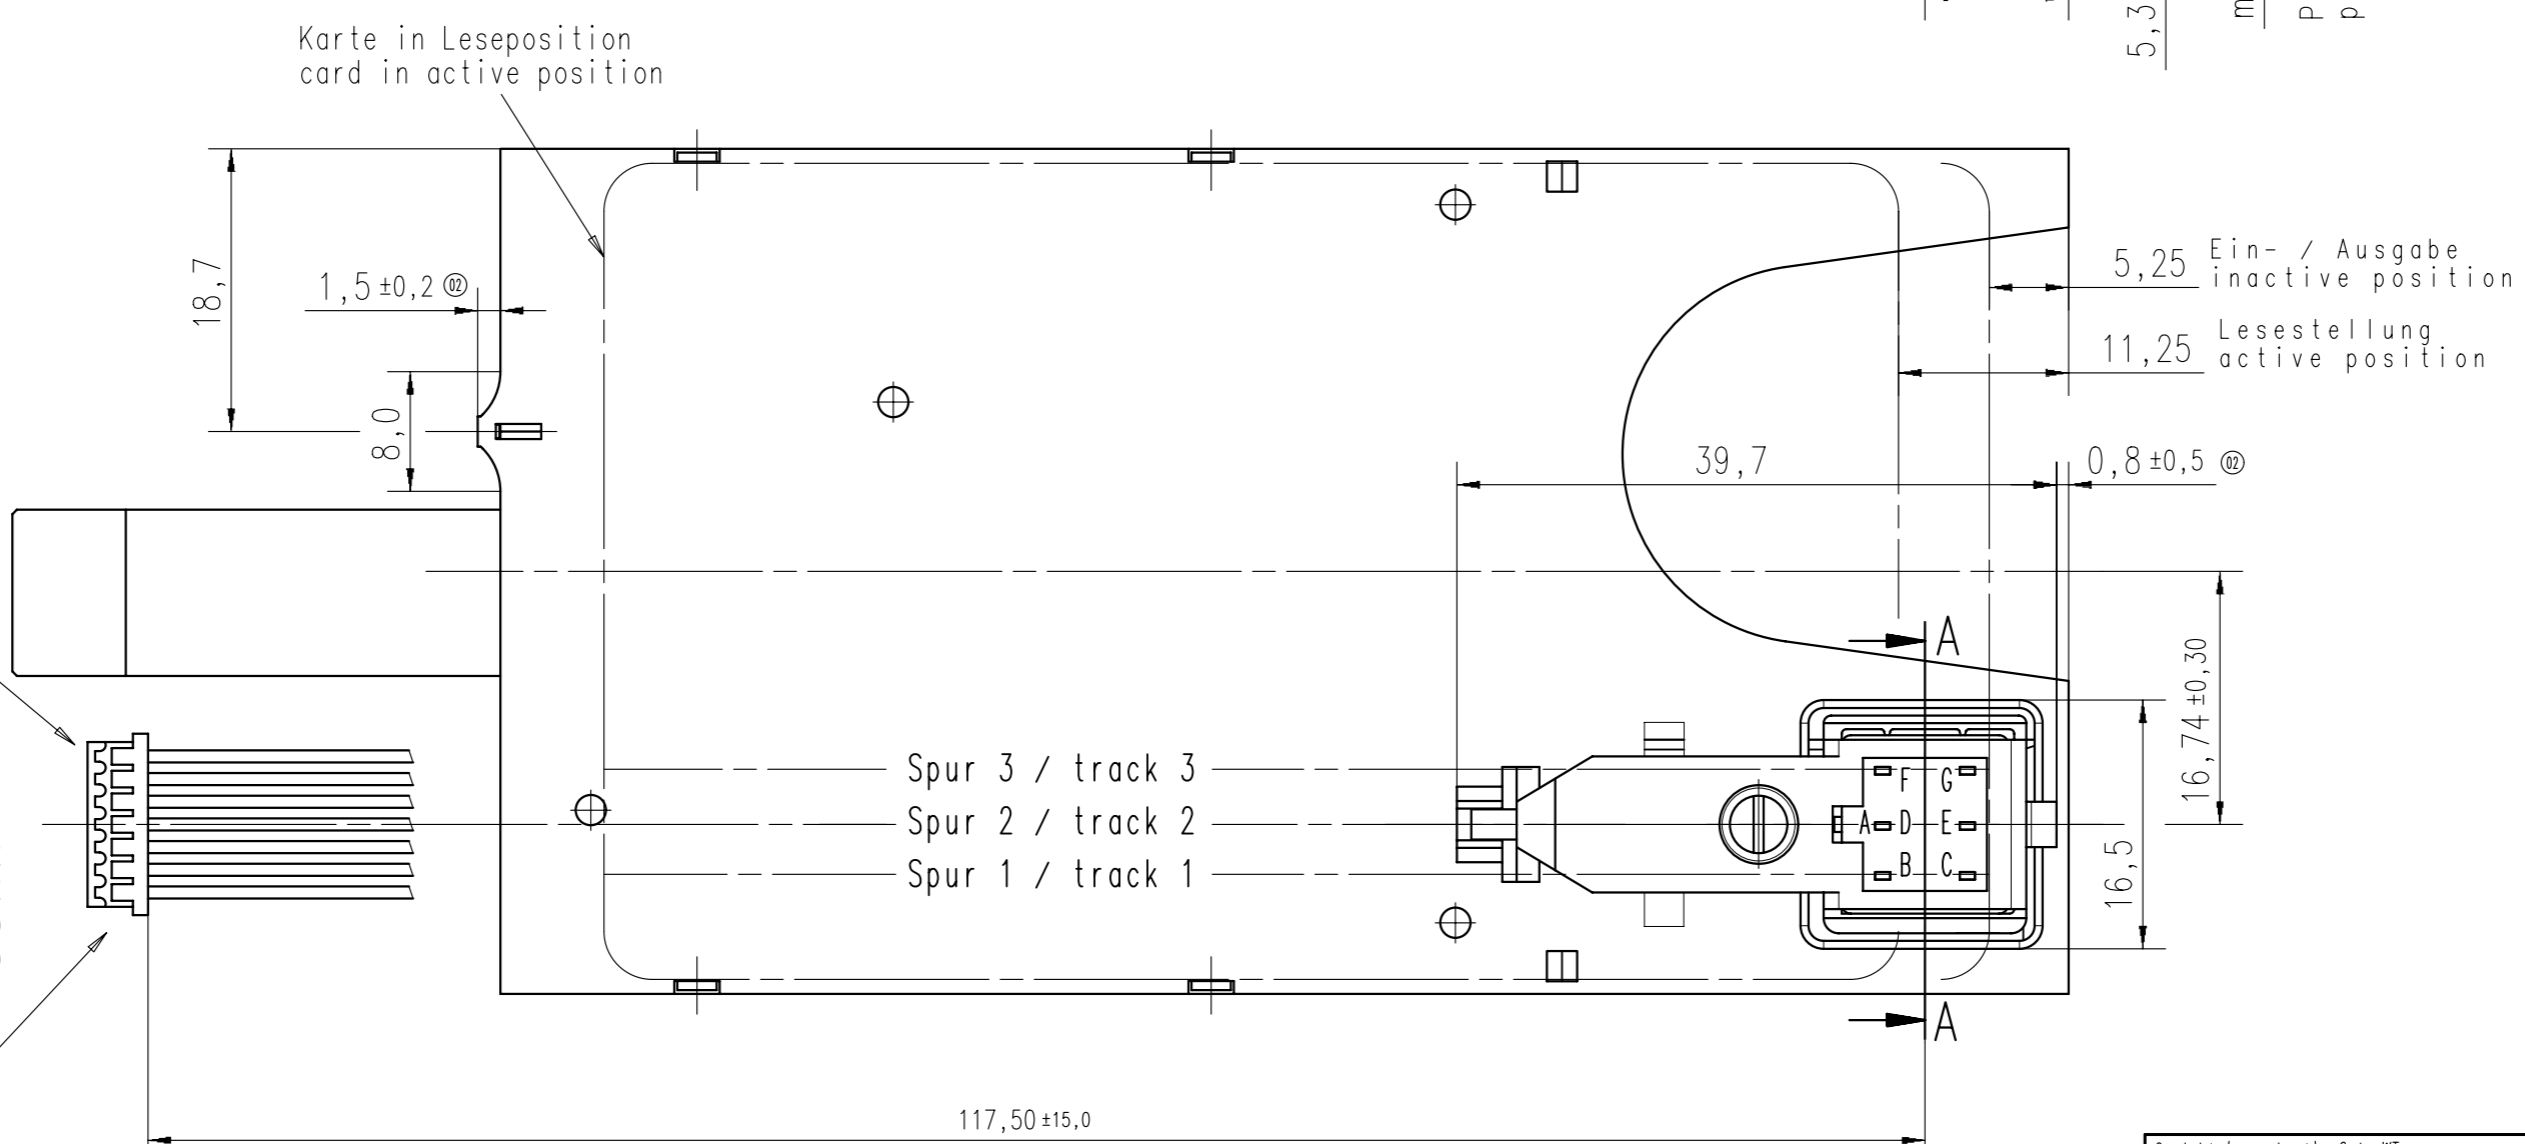 5,3
Karte in Leseposition
card in active position
18,7
1,5 ±0,2 02
8,0
5,25 Ein- / Ausgabe
inactive position
11,25 Lesestellung
active position
39,7
0,8 ±0,5 02
A
16,74 ±0,30
16,5
Spur 3 / track 3
Spur 2 / track 2
Spur 1 / track 1
F G
A D E
B C
A
117,50 ±15,0